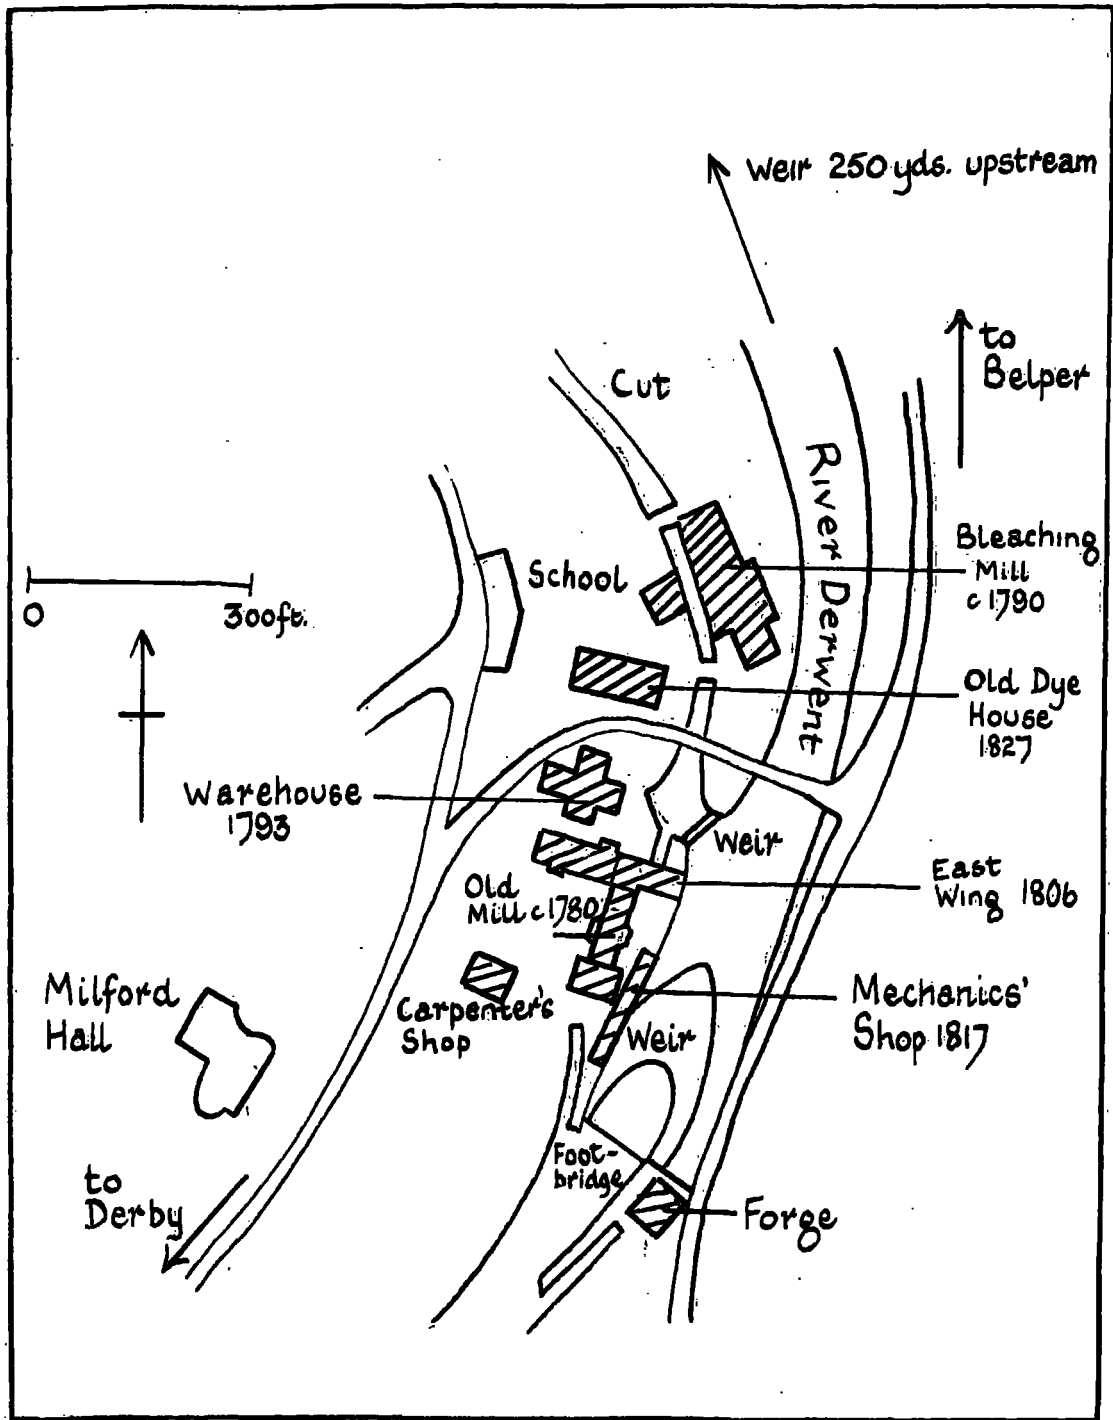 Weir 250 yds. upstream
to
Belper
Cut
River Derwent
Bleaching
Mill
c 1790
School
0 300ft.
Old Dye
House
1827
Warehouse
1793
Weir
East
Wing 1806
Old
Mill c 1780
Milford
Hall
Carpenter's
Shop
Mechanics'
Shop 1817
Weir
Foot-
bridge
to
Derby
Forge